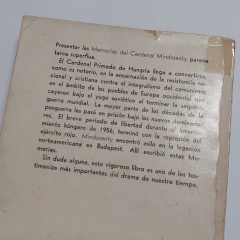 Presentar las Memorias del Cardenal Mindszenty parece
tarea superflua.
El Cardenal Primado de Hungría llega a convertirse,
como es notorio, en la encarnación de la resistencia na-
cional y cristiana contra el integralismo del comunismo
en el ámbito de los pueblos de Europa occidental que
cayeron bajo el yugo soviético al terminar la segunda
guerra mundial. La mayor parte de las décadas de la
posguerra las pasó en prisión bajo los nuevos dominado-
res. El breve periodo de libertad durante el levanta-
miento húngaro de 1956, terminó con la represión del
ejército rojo. Mindszenty encontró asilo en la legación
norteamericana en Budapest. Allí escribió estas Me-
morias.
Sin duda alguna, este vigoroso libro es uno de los tes-
timonios más importantes del drama de nuestro tiempo.